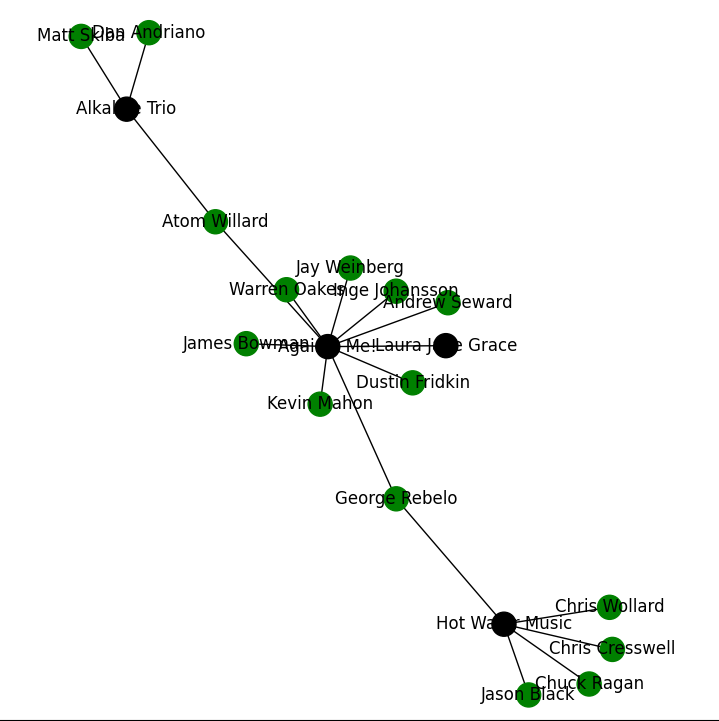 Matt Skiba
Dan Andriano
Alkaline Trio
Atom Willard
Jay Weinberg
Warren Oakes
Inge Johansson
Andrew Seward
James Bowman
Against Me!
Laura Jane Grace
Dustin Fridkin
Kevin Mahon
George Rebelo
Chris Wollard
Hot Water Music
Chris Cresswell
Chuck Ragan
Jason Black